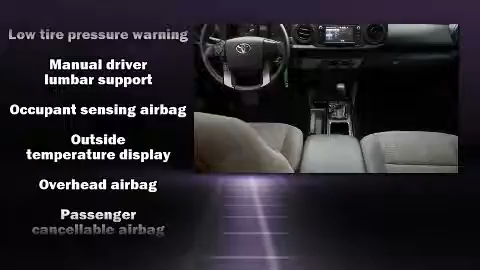 Low tire pressure warning
Manual driver
lumbar support
Occupant sensing airbag
Outside
temperature display
Overhead airbag
Passenger
cancellable airbag